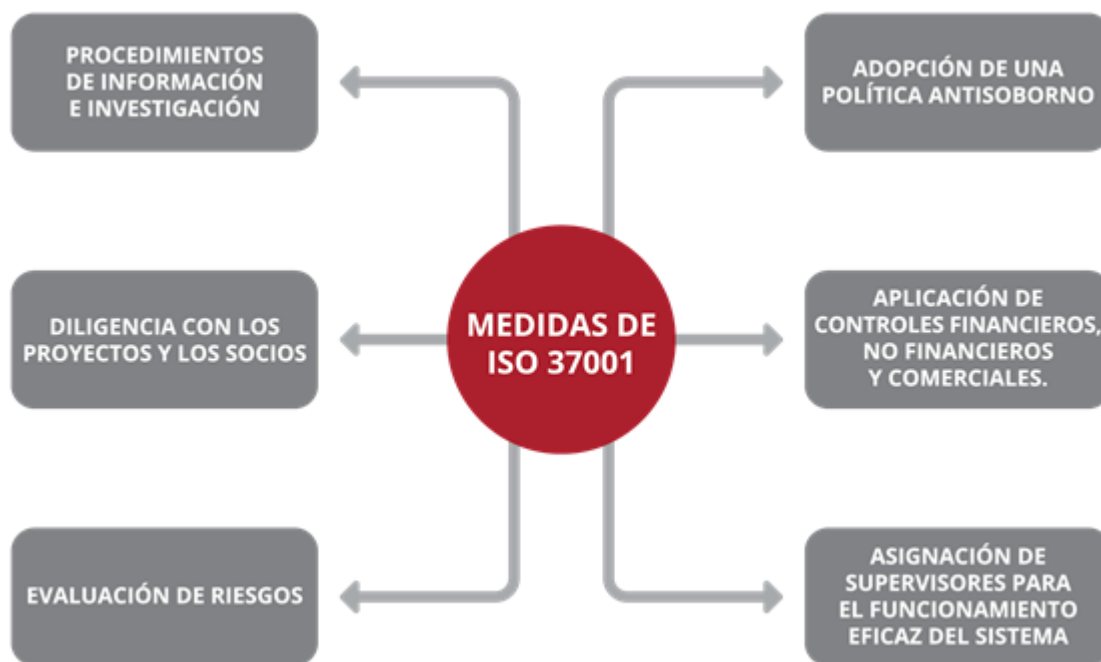 PROCEDIMIENTOS
DE INFORMACIÓN
E INVESTIGACIÓN
ADOPCIÓN DE UNA
POLÍTICA ANTISOBORNO
DILIGENCIA CON LOS
PROYECTOS Y LOS SOCIOS
MEDIDAS DE
ISO 37001
APLICACIÓN DE
CONTROLES FINANCIEROS,
NO FINANCIEROS
Y COMERCIALES.
EVALUACIÓN DE RIESGOS
ASIGNACIÓN DE
SUPERVISORES PARA
EL FUNCIONAMIENTO
EFICAZ DEL SISTEMA